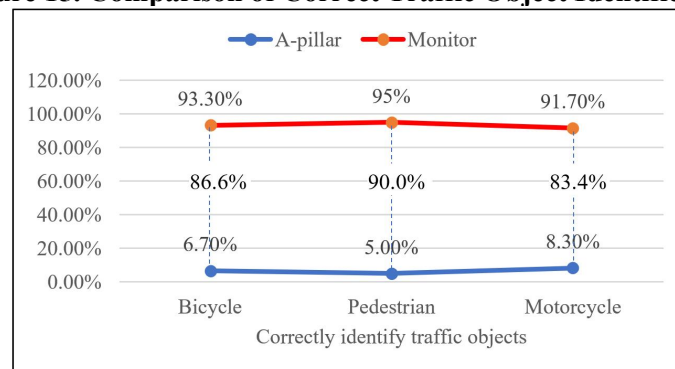 A-pillar Monitor
120.00%
100.00%
80.00%
60.00%
40.00%
20.00%
0.00%
93.30% 95% 91.70%
86.6% 90.0% 83.4%
6.70% 5.00% 8.30%
Bicycle Pedestrian Motorcycle
Correctly identify traffic objects